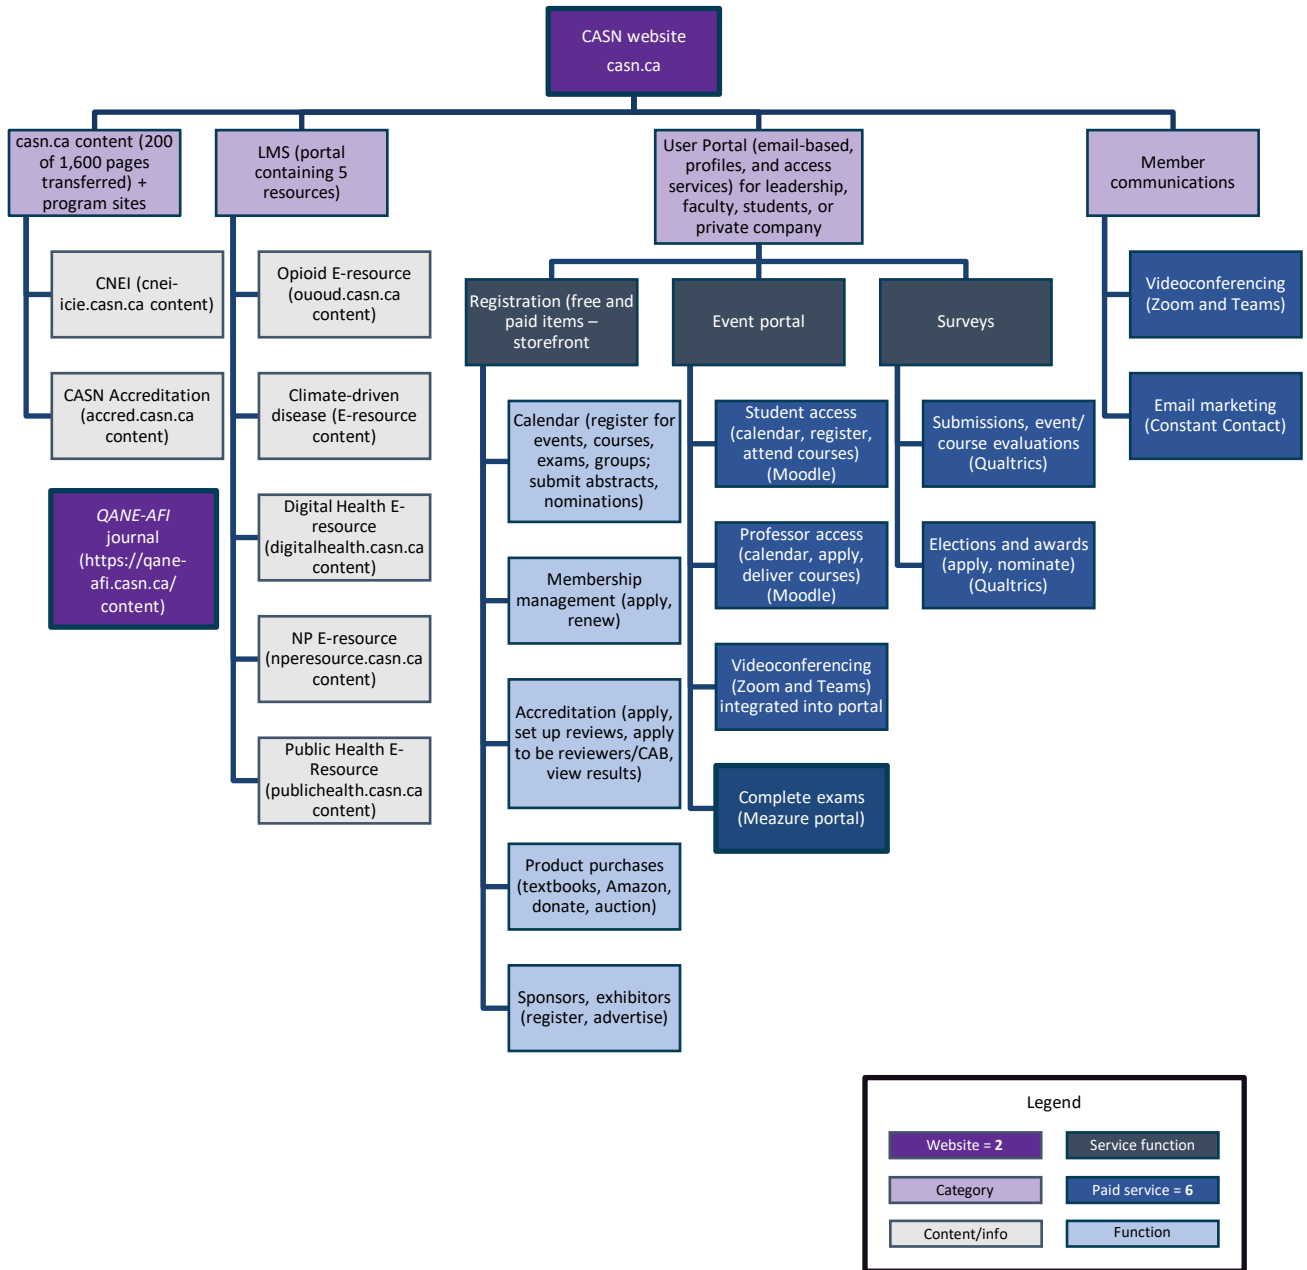 CASN website
casn.ca
casn.ca content (200
of 1,600 pages
transferred) +
program sites
LMS (portal
containing 5
resources)
User Portal (email-based,
profiles, and access
services) for leadership,
faculty, students, or
private company
Member
communications
CNEI (cnei-
icie.casn.ca content)
CASN Accreditation
(accred.casn.ca
content)
QANE-AFI
journal
(https://qane-
afi.casn.ca/
content)
Opioid E-resource
(ououd.casn.ca
content)
Climate-driven
disease (E-resource
content)
Digital Health E-
resource
(digitalhealth.casn.ca
content)
NP E-resource
(nperesource.casn.ca
content)
Public Health E-
Resource
(publichealth.casn.ca
content)
Registration (free and
paid items –
storefront
Calendar (register for
events, courses,
exams, groups;
submit abstracts,
nominations)
Membership
management (apply,
renew)
Accreditation (apply,
set up reviews, apply
to be reviewers/CAB,
view results)
Product purchases
(textbooks, Amazon,
donate, auction)
Sponsors, exhibitors
(register, advertise)
Event portal
Student access
(calendar, register,
attend courses)
(Moodle)
Professor access
(calendar, apply,
deliver courses)
(Moodle)
Videoconferencing
(Zoom and Teams)
integrated into portal
Complete exams
(Meazure portal)
Surveys
Submissions, event/
course evaluations
(Qualtrics)
Elections and awards
(apply, nominate)
(Qualtrics)
Videoconferencing
(Zoom and Teams)
Email marketing
(Constant Contact)
Legend
Website = 2
Service function
Category
Paid service = 6
Content/info
Function